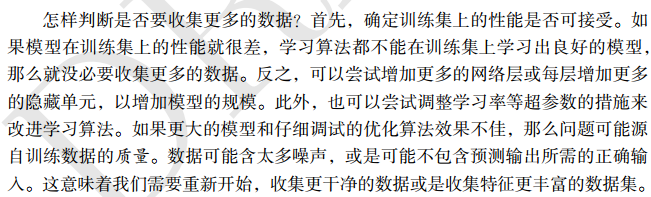 怎样判断是否要收集更多的数据？首先，确定训练集上的性能是否可接受。如
果模型在训练集上的性能就很差，学习算法都不能在训练集上学习出良好的模型，
那么就没必要收集更多的数据。反之，可以尝试增加更多的网络层或每层增加更多
的隐藏单元，以增加模型的规模。此外，也可以尝试调整学习率等超参数的措施来
改进学习算法。如果更大的模型和仔细调试的优化算法效果不佳，那么问题可能源
自训练数据的质量。数据可能含太多噪声，或是可能不包含预测输出所需的正确输
入。这意味着我们需要重新开始，收集更干净的数据或是收集特征更丰富的数据集。